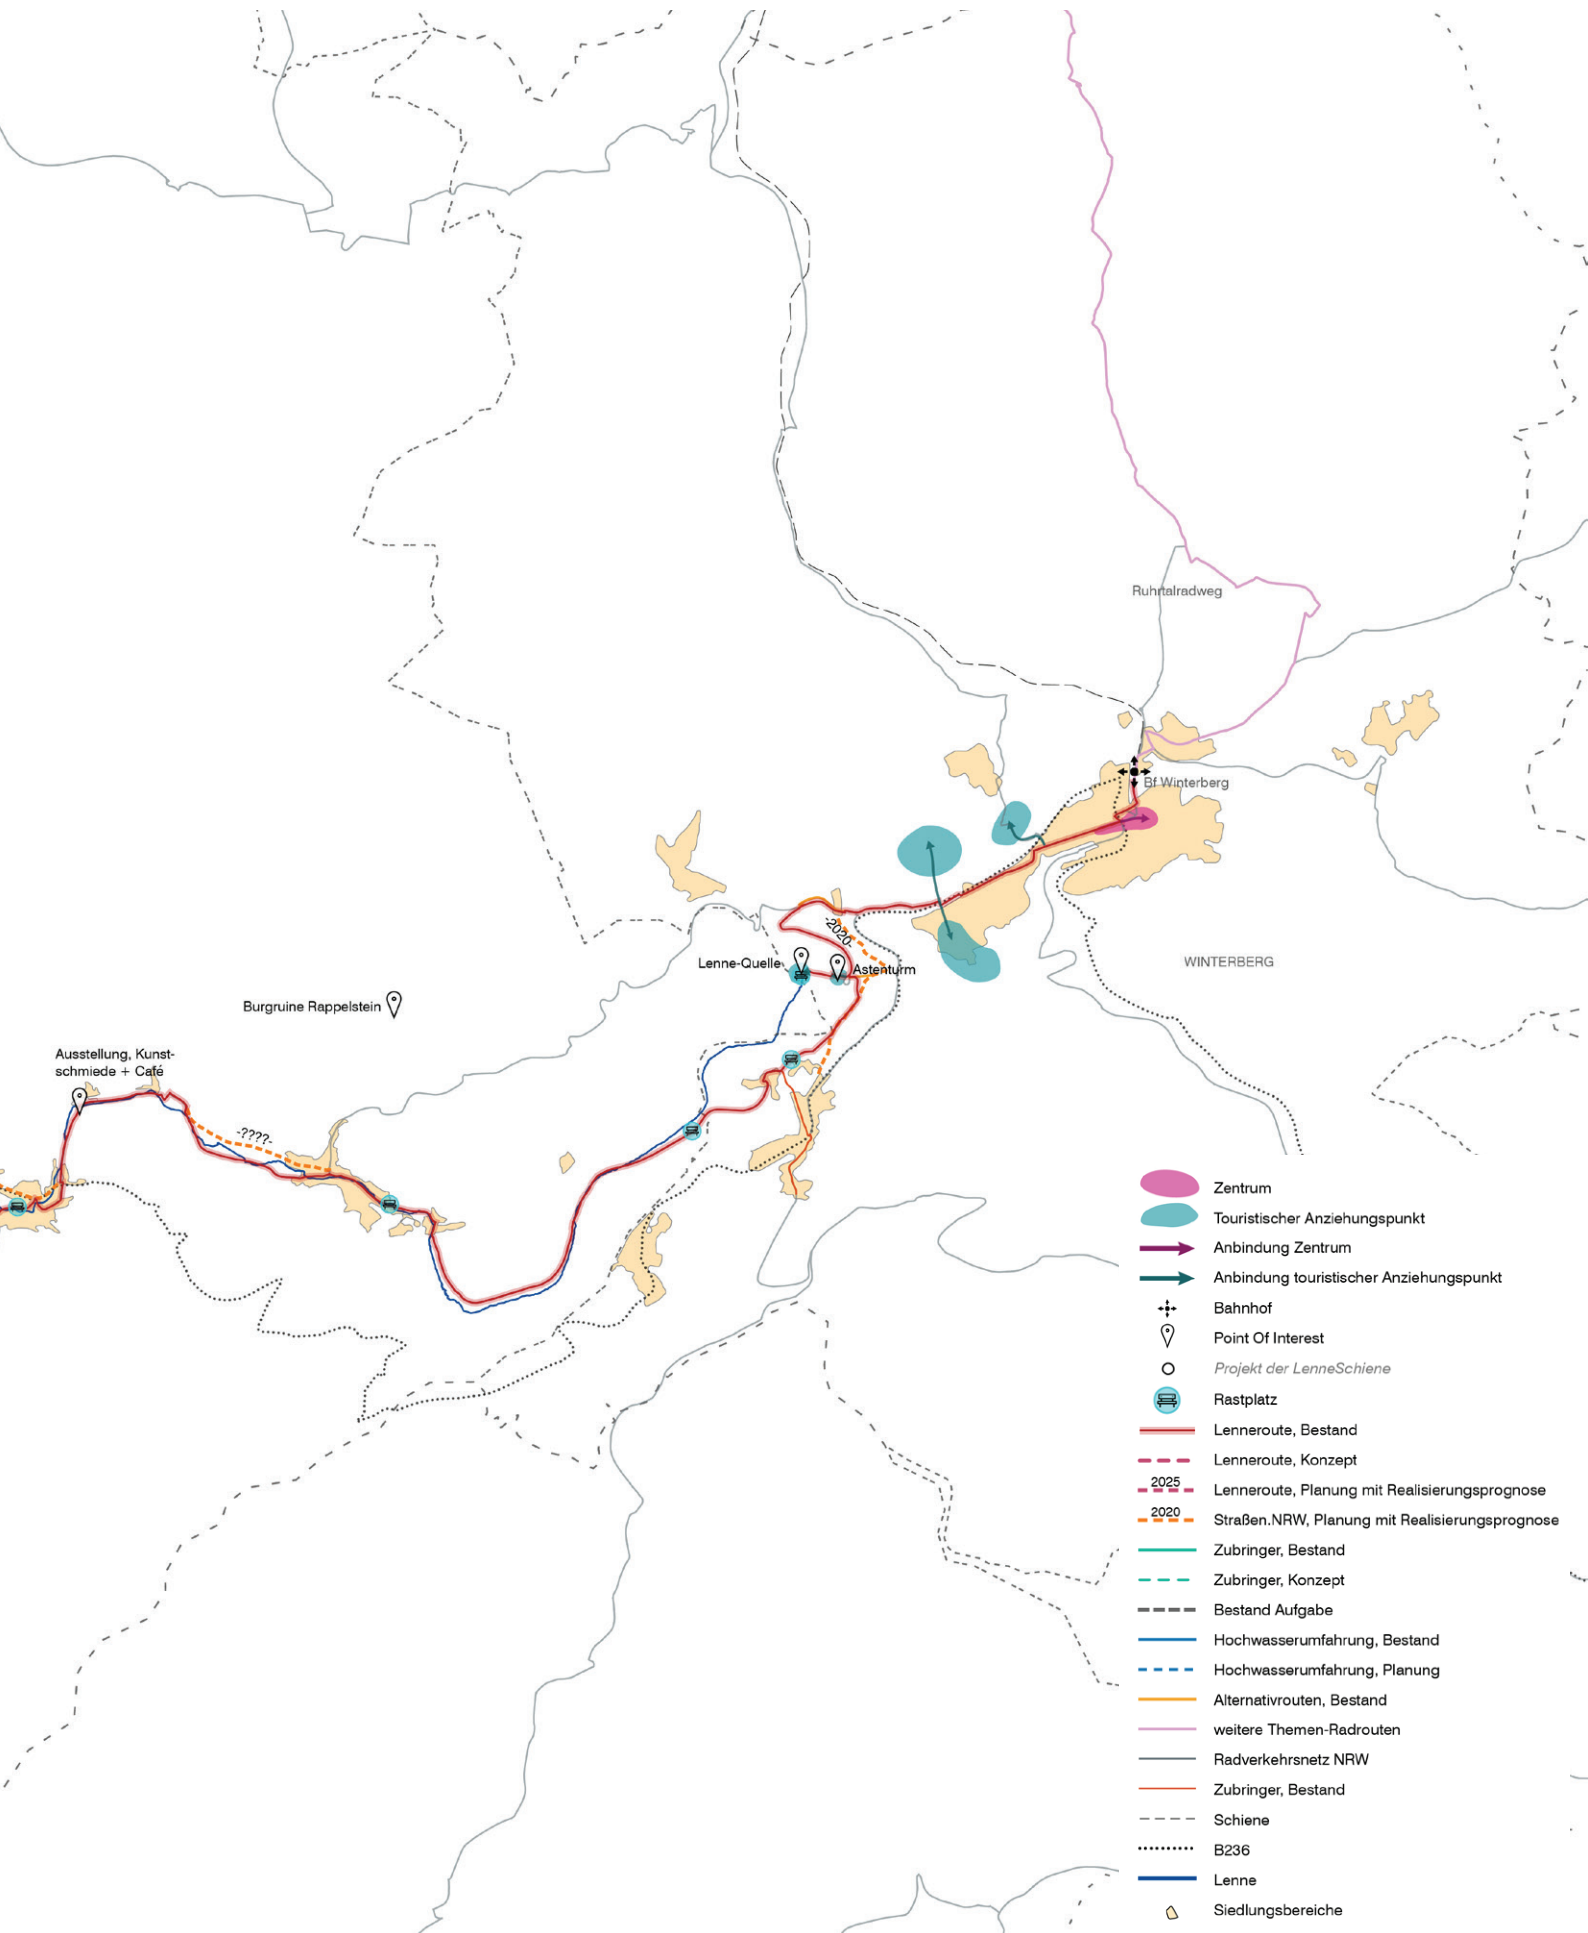 Ruhrtalradweg
Bf Winterberg
-2020-
Lenne-Quelle
Astenturm
WINTERBERG
Burgruine Rappelstein
Ausstellung, Kunst-
schmiede + Café
-????-
Zentrum
Touristischer Anziehungspunkt
Anbindung Zentrum
Anbindung touristischer Anziehungspunkt
Bahnhof
Point Of Interest
Projekt der LenneSchiene
Rastplatz
Lenneroute, Bestand
Lenneroute, Konzept
2025 Lenneroute, Planung mit Realisierungsprognose
2020 Straßen.NRW, Planung mit Realisierungsprognose
Zubringer, Bestand
Zubringer, Konzept
Bestand Aufgabe
Hochwasserumfahrung, Bestand
Hochwasserumfahrung, Planung
Alternativrouten, Bestand
weitere Themen-Radrouten
Radverkehrsnetz NRW
Zubringer, Bestand
Schiene
B236
Lenne
Siedlungsbereiche